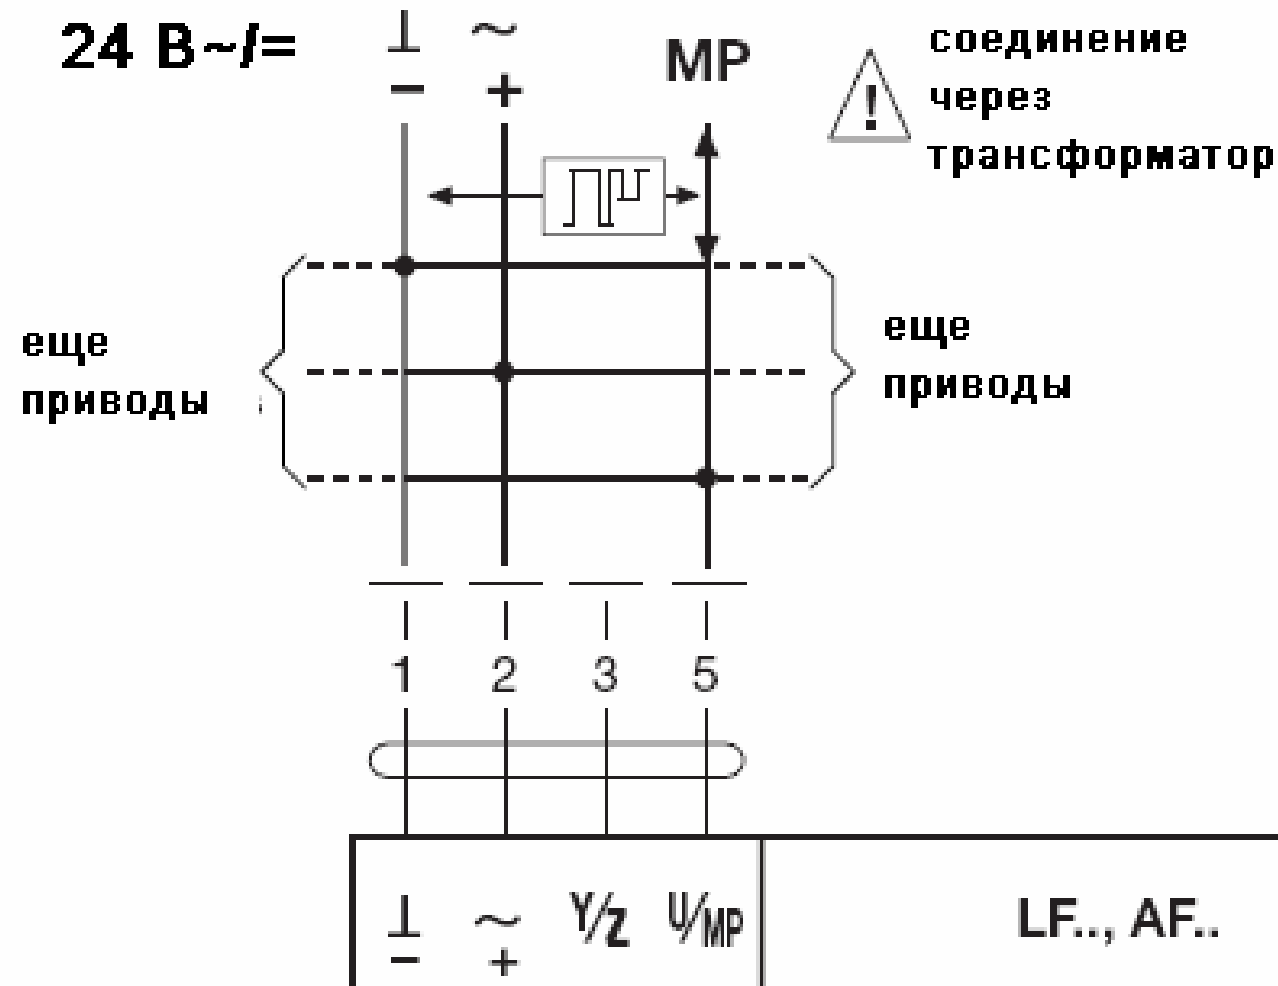 24 В~/=
⊥ ~
− +
MP
!
соединение
через
трансформатор
еще
приводы
еще
приводы
1 2 3 5
⊥ ~ Y/Z U/MP
− +
LF.., AF..